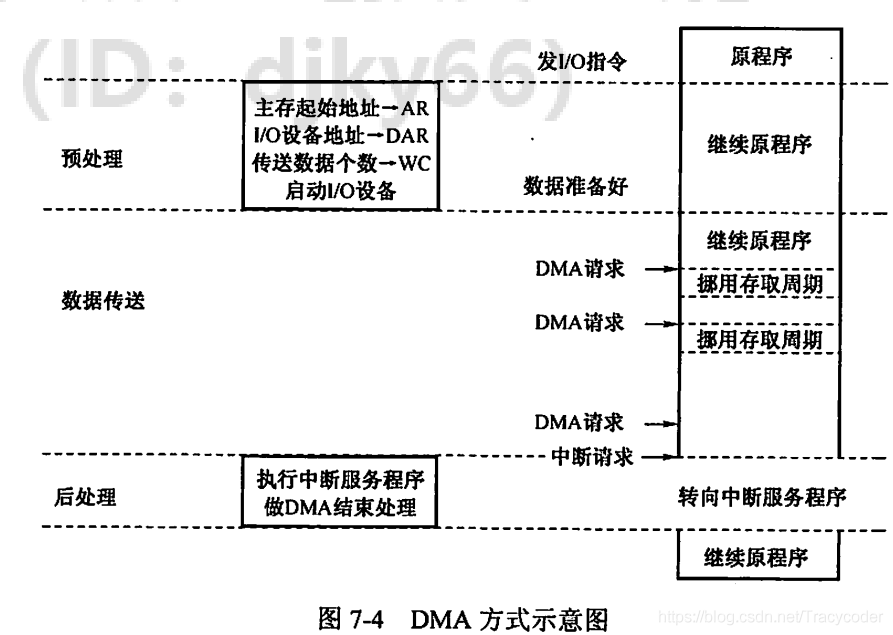 (ID: djky66)
发I/O指令
原程序
主存起始地址→AR
I/O设备地址→DAR
传送数据个数→WC
启动I/O设备
预处理
继续原程序
数据准备好
继续原程序
DMA请求
挪用存取周期
数据传送
DMA请求
挪用存取周期
DMA请求
中断请求
后处理
执行中断服务程序
做DMA结束处理
转向中断服务程序
继续原程序
图 7-4 DMA 方式示意图
https://blog.csdn.net/Tracycoder